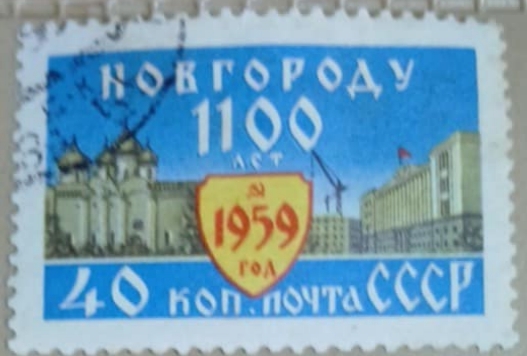 НОВГОРОДУ
1100
ЛЕТ
1959
ГОД
40 КОП. ПОЧТА СССР